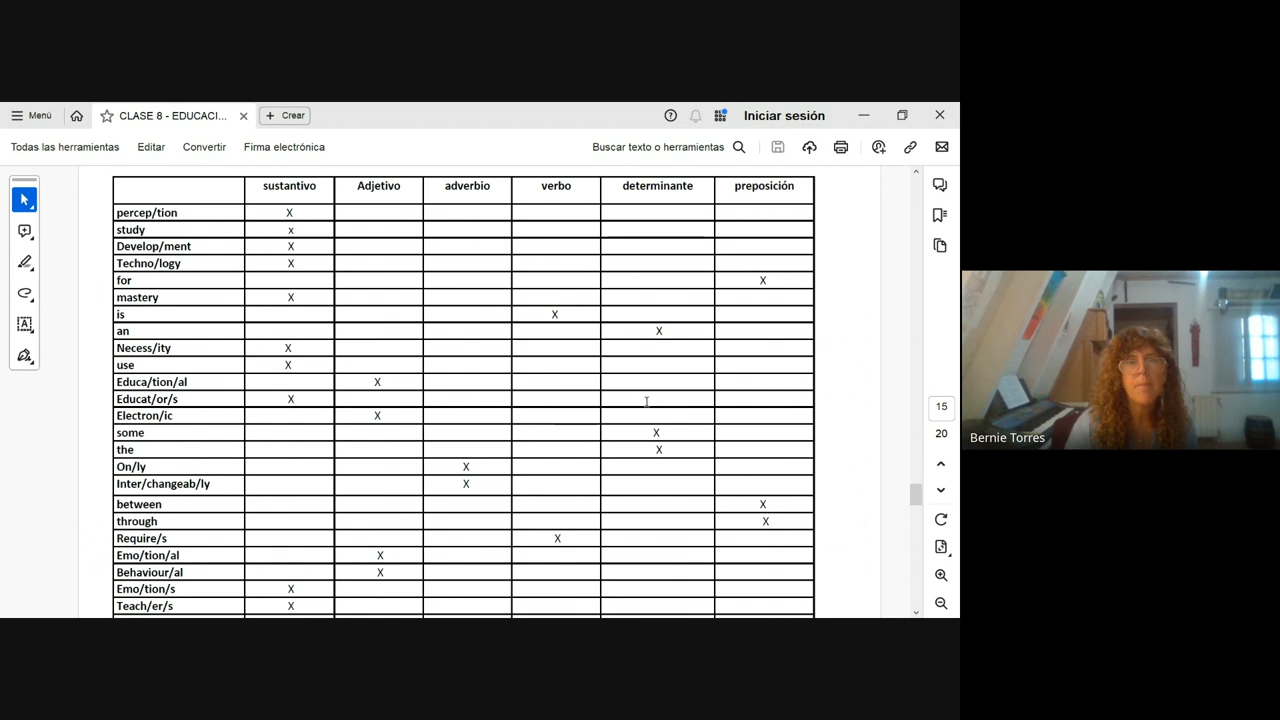 Menú CLASE 8 - EDUCACI... Crear Iniciar sesión
Todas las herramientas Editar Convertir Firma electrónica Buscar texto o herramientas
sustantivo Adjetivo adverbio verbo determinante preposición
percep/tion X
study x
Develop/ment X
Techno/logy X
for X
mastery X
is X
an X
Necess/ity X
use X
Educa/tion/al X
Educat/or/s X
Electron/ic X
some X
the X
On/ly X
Inter/changeab/ly X
between X
through X
Require/s X
Emo/tion/al X
Behaviour/al X
Emo/tion/s X
Teach/er/s X
15
20
Bernie Torres